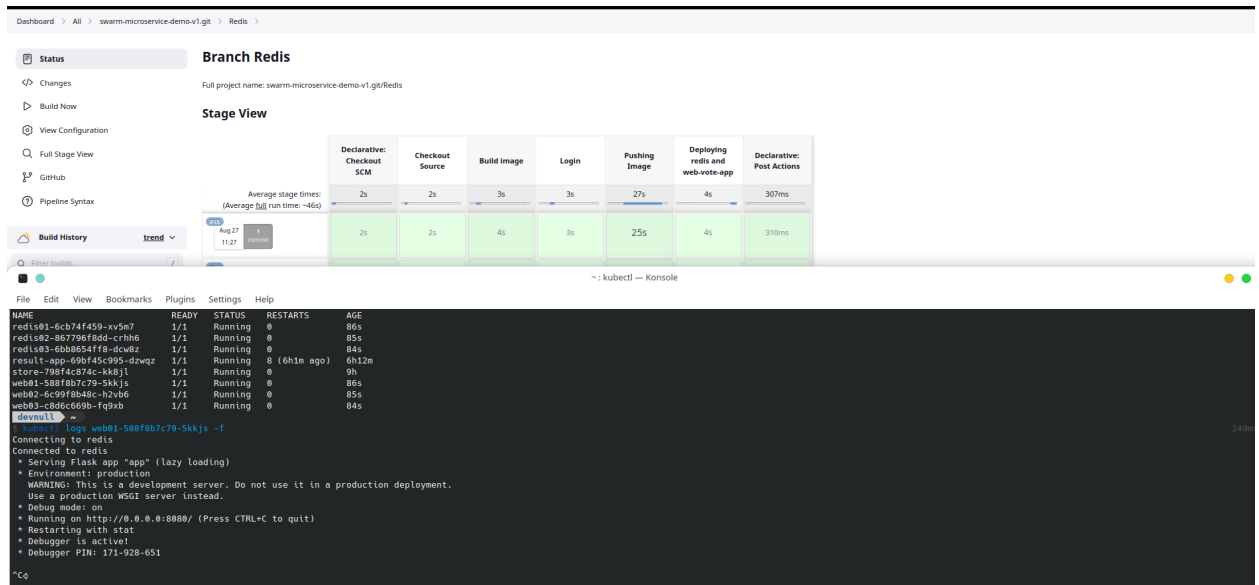 Dashboard > All > swarm-microservice-demo-v1.git > Redis >
Status
Changes
Build Now
View Configuration
Full Stage View
GitHub
Pipeline Syntax
Build History trend
Filter builds... /
Branch Redis
Full project name: swarm-microservice-demo-v1.git/Redis
Stage View
Declarative: Checkout SCM
Checkout Source
Build image
Login
Pushing Image
Deploying redis and web-vote-app
Declarative: Post Actions
Average stage times: 2s 2s 3s 3s 27s 4s 307ms
(Average full run time: ~46s)
Aug 27 1
11:27 commit
2s 2s 4s 3s 25s 4s 310ms
~ : kubectl — Konsole
File Edit View Bookmarks Plugins Settings Help
NAME READY STATUS RESTARTS AGE
redis01-6cb74f459-xv5m7 1/1 Running 0 86s
redis02-867796f8dd-crhh6 1/1 Running 0 85s
redis03-6bb8654ff8-dcw8z 1/1 Running 0 84s
result-app-69bf45c995-dzwqz 1/1 Running 8 (6h1m ago) 6h12m
store-798f4c874c-kk8jl 1/1 Running 0 9h
web01-588f8b7c79-5kkjs 1/1 Running 0 86s
web02-6c99f8b48c-h2vb6 1/1 Running 0 85s
web03-c8d6c669b-fq9xb 1/1 Running 0 84s
devnull ~
$ kubectl logs web01-588f8b7c79-5kkjs -f
Connecting to redis
Connected to redis
* Serving Flask app "app" (lazy loading)
* Environment: production
WARNING: This is a development server. Do not use it in a production deployment.
Use a production WSGI server instead.
* Debug mode: on
* Running on http://0.0.0.0:8080/ (Press CTRL+C to quit)
* Restarting with stat
* Debugger is active!
* Debugger PIN: 171-928-651
^C¢